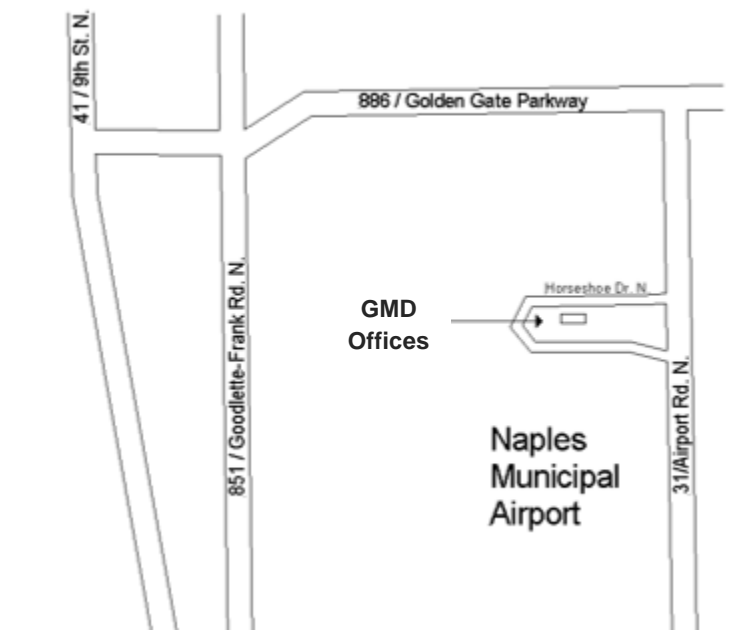 41 / 9th St. N.
886 / Golden Gate Parkway
Horseshoe Dr. N.
GMD
Offices
851 / Goodlette-Frank Rd. N.
31/Airport Rd. N.
Naples
Municipal
Airport